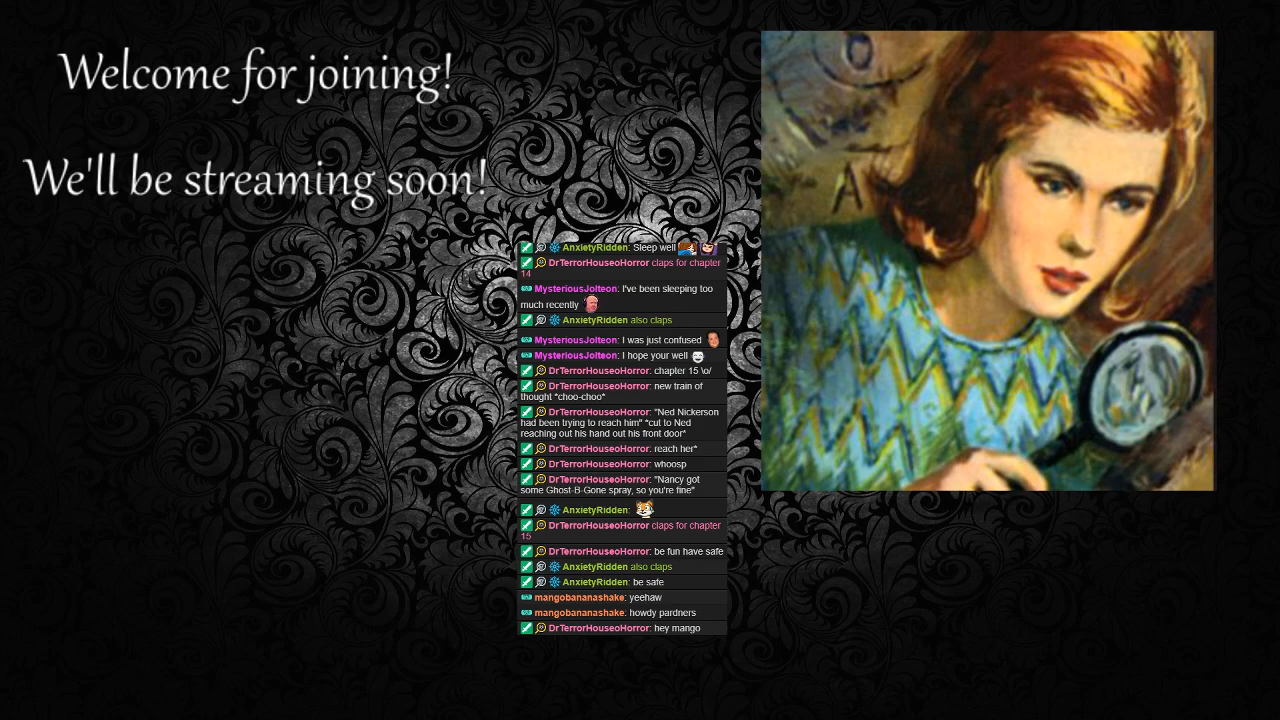 Welcome for joining!
We'll be streaming soon!
A
AnxietyRidden: Sleep well
DrTerrorHouseoHorror claps for chapter
14
MysteriousJolteon: I've been sleeping too
much recently
AnxietyRidden also claps
MysteriousJolteon: I was just confused
MysteriousJolteon: I hope your well
DrTerrorHouseoHorror: chapter 15 \o/
DrTerrorHouseoHorror: new train of
thought *choo-choo*
DrTerrorHouseoHorror: "Ned Nickerson
had been trying to reach him" *cut to Ned
reaching out his hand out his front door*
DrTerrorHouseoHorror: reach her*
DrTerrorHouseoHorror: whoosp
DrTerrorHouseoHorror: "Nancy got
some Ghost-B-Gone spray, so you're fine"
AnxietyRidden:
DrTerrorHouseoHorror claps for chapter
15
DrTerrorHouseoHorror: be fun have safe
AnxietyRidden also claps
AnxietyRidden: be safe
mangobananashake: yeehaw
mangobananashake: howdy pardners
DrTerrorHouseoHorror: hey mango